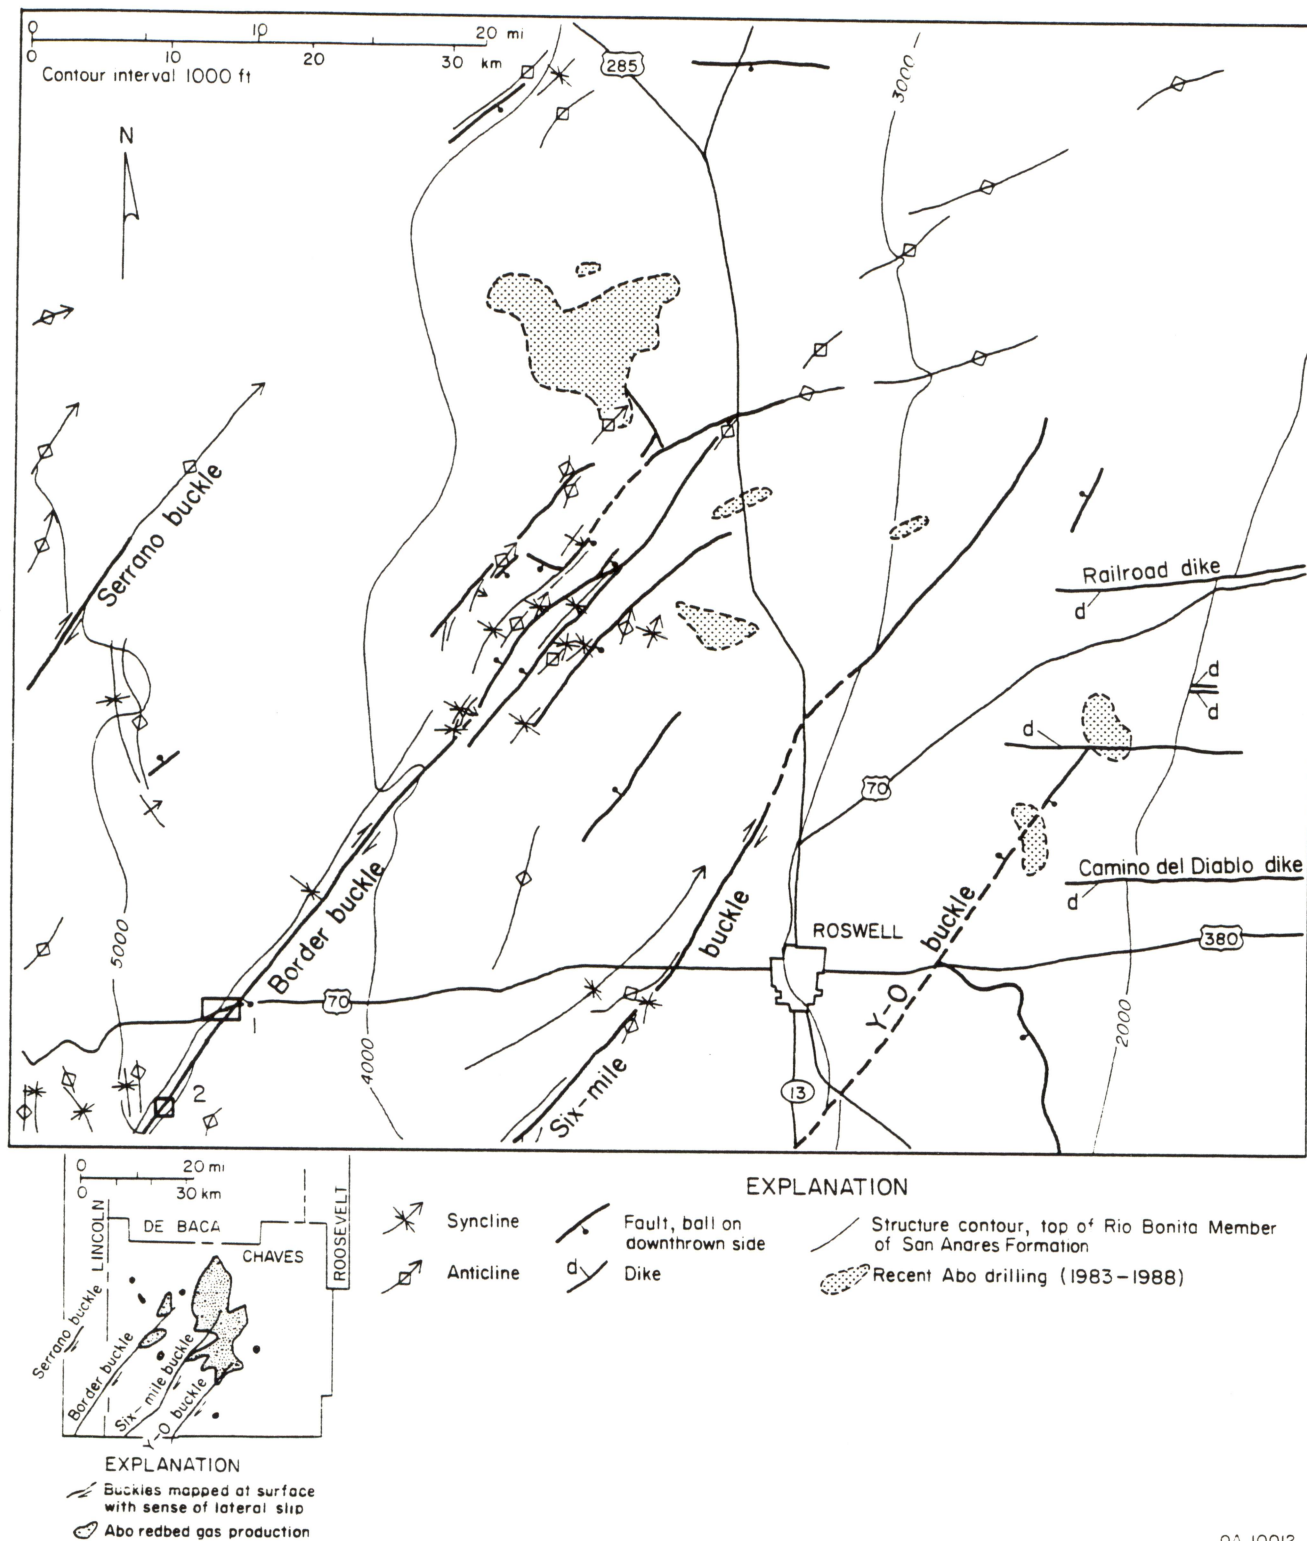 0 10 20 mi
0 10 20 30 km
Contour interval 1000 ft
285
3000
N
Serrano buckle
Railroad dike
d
d
d
d
70
Camino del Diablo dike
d
Border buckle
buckle
ROSWELL
buckle
380
5000
70
1
Y-O
4000
2000
2
Six-mile
13
0 20 mi
0 30 km
LINCOLN
DE BACA
CHAVES
ROOSEVELT
Serrano buckle
Border buckle
Six-mile buckle
Y-O buckle
EXPLANATION
Buckles mapped at surface
with sense of lateral slip
Abo redbed gas production
EXPLANATION
Syncline
Anticline
Fault, ball on
downthrown side
d
Dike
Structure contour, top of Rio Bonita Member
of San Andres Formation
Recent Abo drilling (1983-1988)